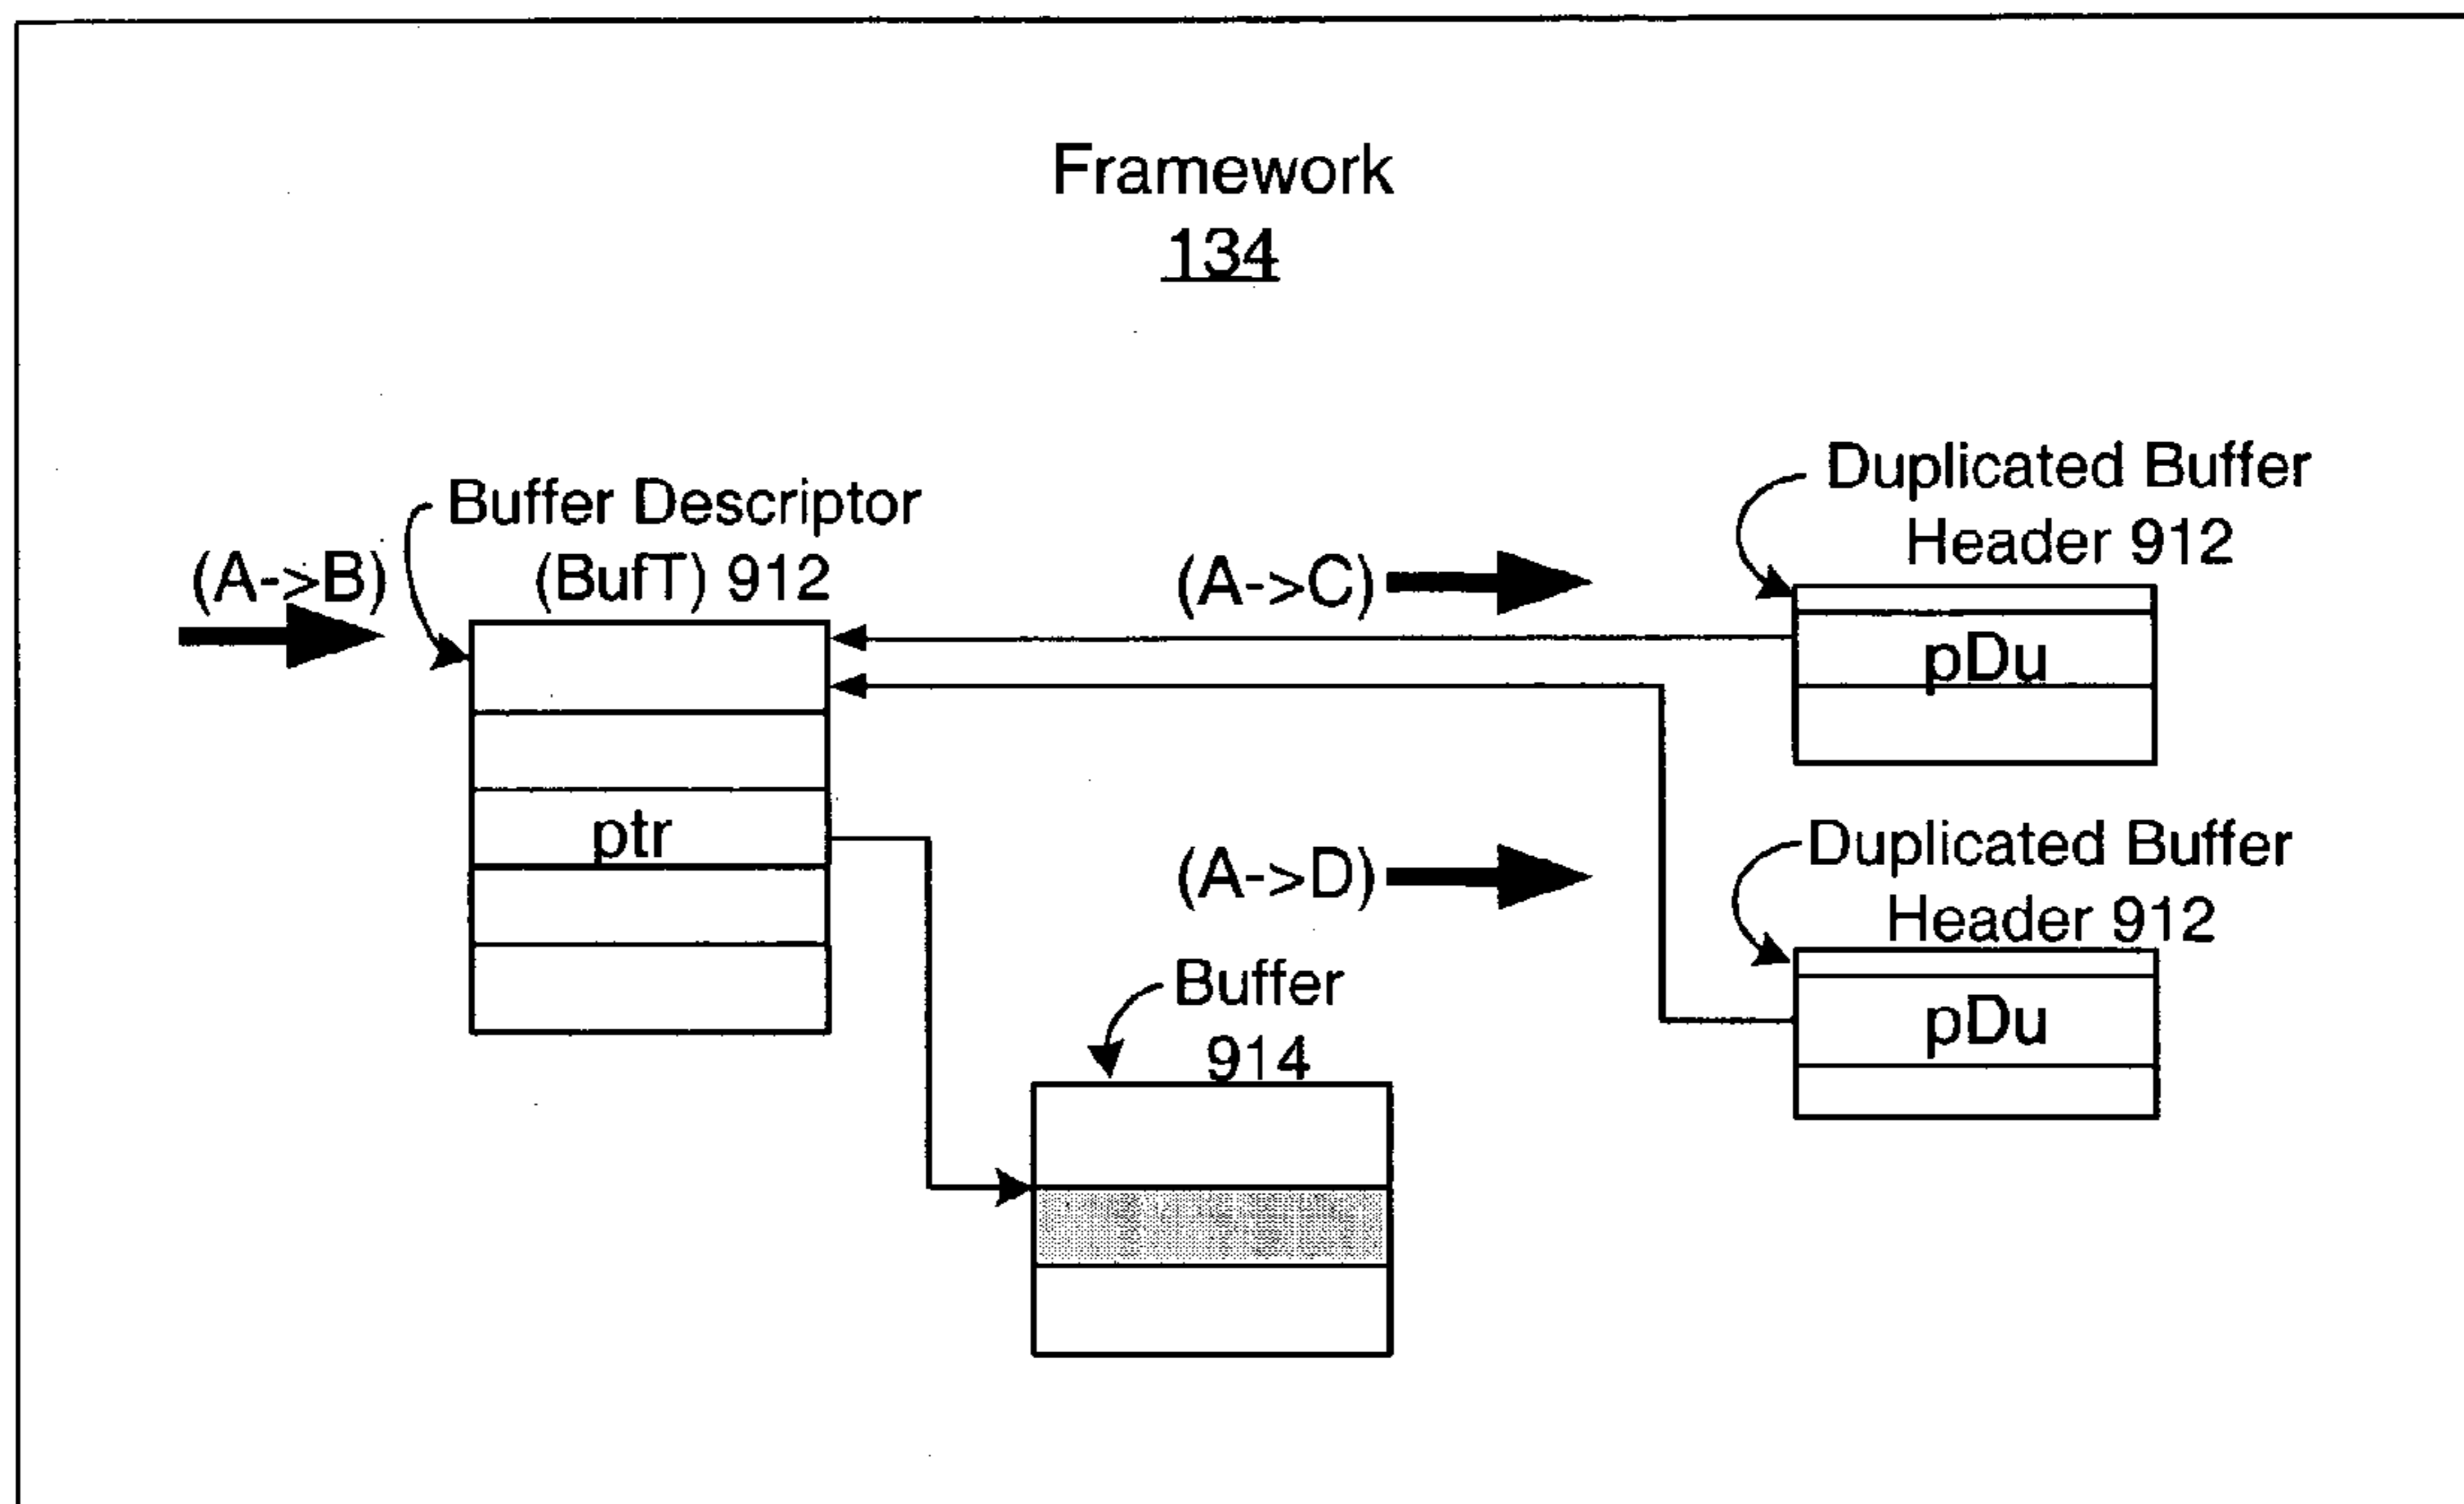 Framework
134
Buffer Descriptor
(BufT) 912
(A->B)
(A->C)
Duplicated Buffer
Header 912
pDu
ptr
(A->D)
Duplicated Buffer
Header 912
pDu
Buffer
914